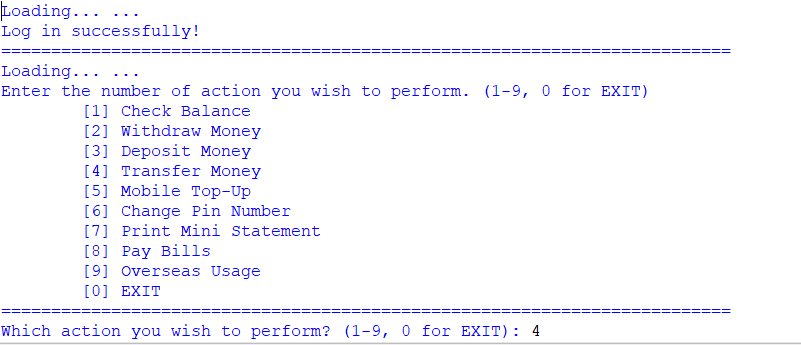 Loading... ...
Log in successfully!
=========================================================================
Loading... ...
Enter the number of action you wish to perform. (1-9, 0 for EXIT)
[1] Check Balance
[2] Withdraw Money
[3] Deposit Money
[4] Transfer Money
[5] Mobile Top-Up
[6] Change Pin Number
[7] Print Mini Statement
[8] Pay Bills
[9] Overseas Usage
[0] EXIT
=========================================================================
Which action you wish to perform? (1-9, 0 for EXIT): 4